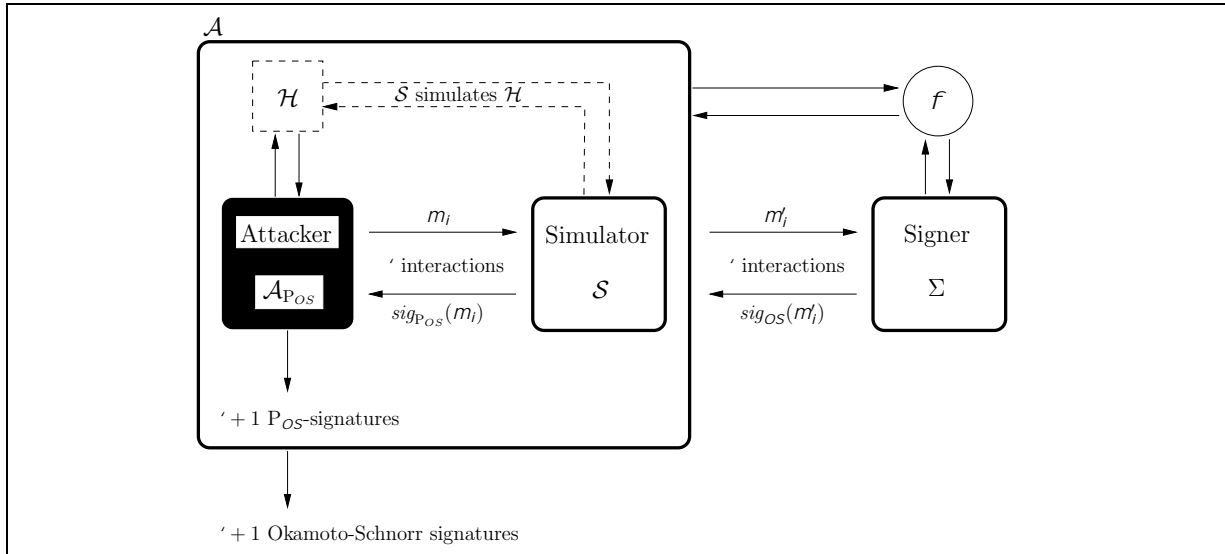 𝒜
ℋ
𝒮 simulates ℋ
f
Attacker
𝒜P_OS
m_i
‘ interactions
sig_P_OS(m_i)
Simulator
𝒮
m′_i
‘ interactions
sig_OS(m′_i)
Signer
Σ
‘ + 1 P_OS-signatures
‘ + 1 Okamoto-Schnorr signatures